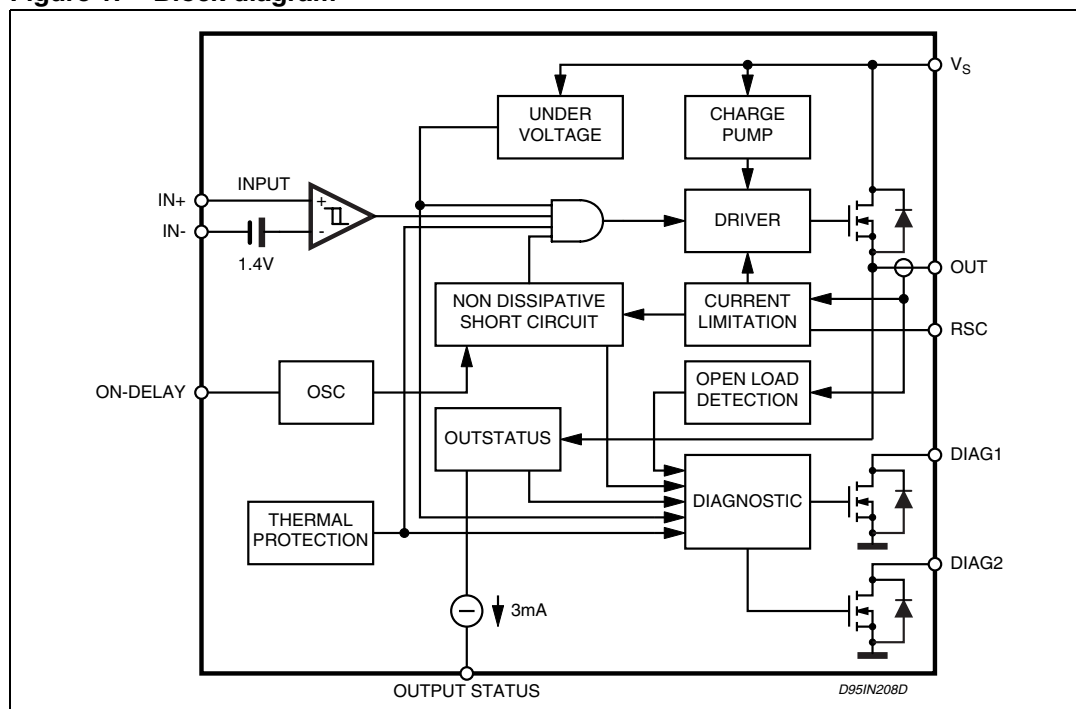 Figure 1. Block diagram
VS
UNDER
VOLTAGE
CHARGE
PUMP
INPUT
IN+
+
DRIVER
IN-
-
1.4V
OUT
NON DISSIPATIVE
SHORT CIRCUIT
CURRENT
LIMITATION
RSC
ON-DELAY
OSC
OPEN LOAD
DETECTION
OUTSTATUS
DIAG1
DIAGNOSTIC
THERMAL
PROTECTION
DIAG2
3mA
OUTPUT STATUS
D95IN208D